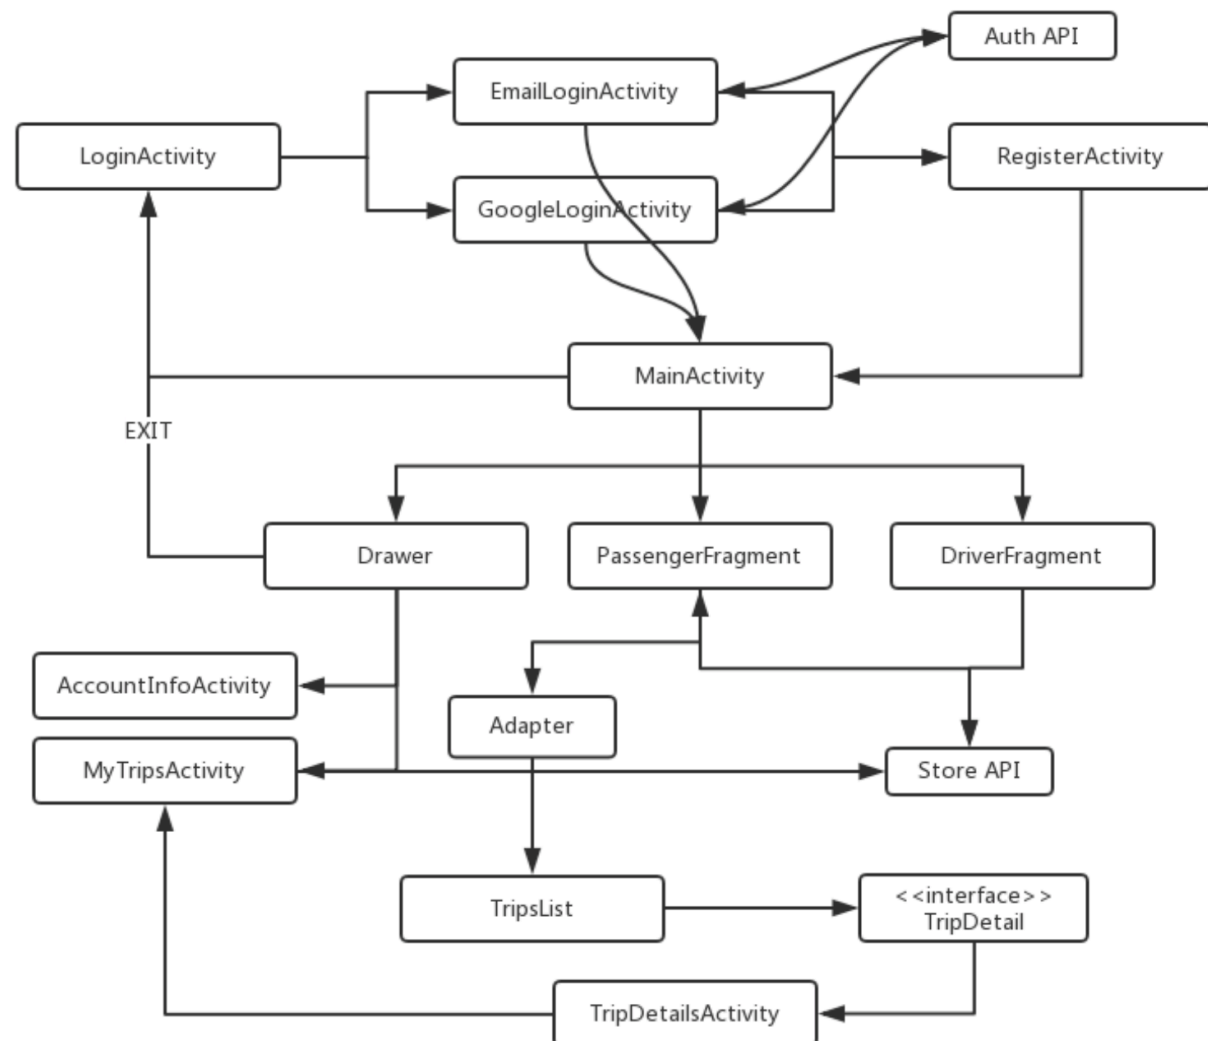 Auth API
EmailLoginActivity
LoginActivity
RegisterActivity
GoogleLoginActivity
MainActivity
EXIT
Drawer
PassengerFragment
DriverFragment
AccountInfoActivity
Adapter
MyTripsActivity
Store API
<<interface>>
TripDetail
TripsList
TripDetailsActivity